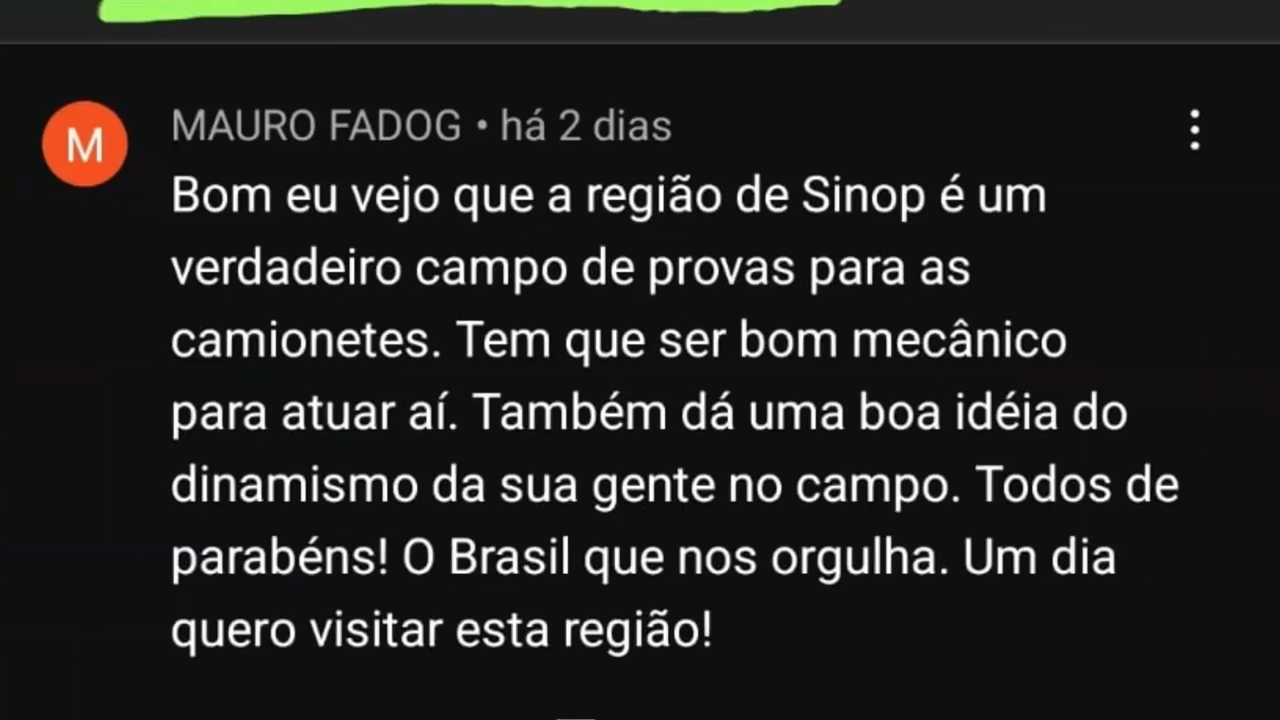 M
MAURO FADOG • há 2 dias
Bom eu vejo que a região de Sinop é um
verdadeiro campo de provas para as
camionetes. Tem que ser bom mecânico
para atuar aí. Também dá uma boa idéia do
dinamismo da sua gente no campo. Todos de
parabéns! O Brasil que nos orgulha. Um dia
quero visitar esta região!